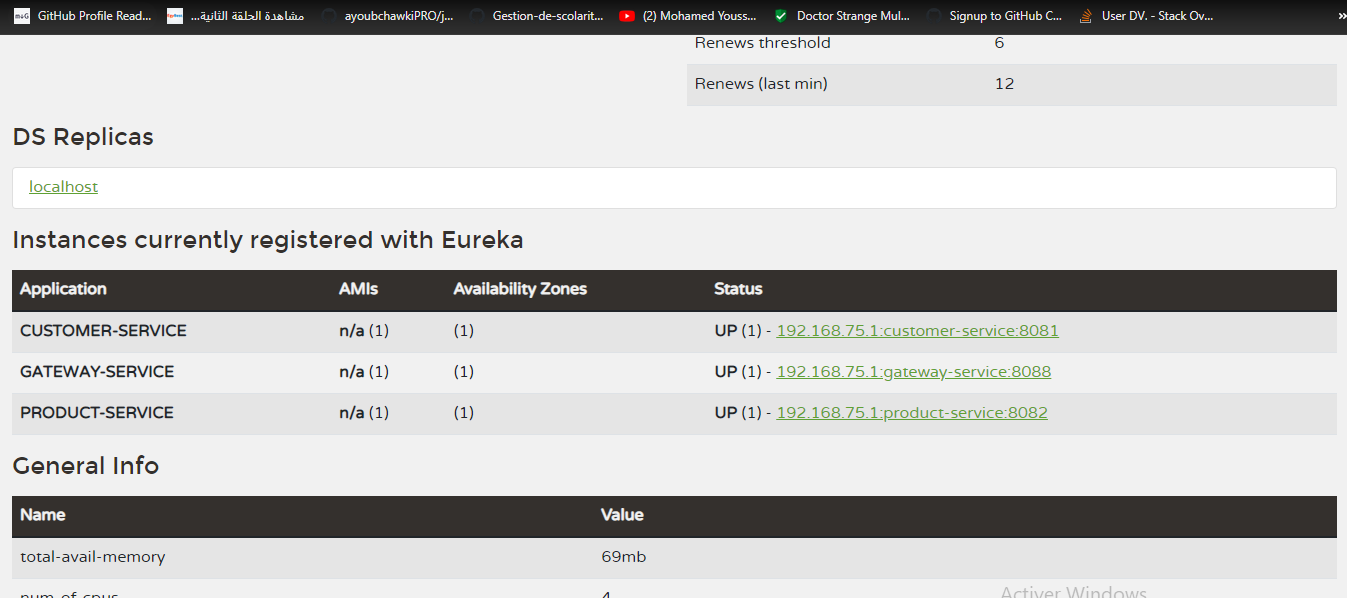 m&G GitHub Profile Read... مشاهدة الحلقة الثانية... ayoubchawkiPRO/j... Gestion-de-scolarit... (2) Mohamed Youss... Doctor Strange Mul... Signup to GitHub C... User DV. - Stack Ov... »
Renews threshold 6
Renews (last min) 12
DS Replicas
localhost
Instances currently registered with Eureka
Application AMIs Availability Zones Status
CUSTOMER-SERVICE n/a (1) (1) UP (1) - 192.168.75.1:customer-service:8081
GATEWAY-SERVICE n/a (1) (1) UP (1) - 192.168.75.1:gateway-service:8088
PRODUCT-SERVICE n/a (1) (1) UP (1) - 192.168.75.1:product-service:8082
General Info
Name Value
total-avail-memory 69mb
num-of-cpus 4
Activer Windows